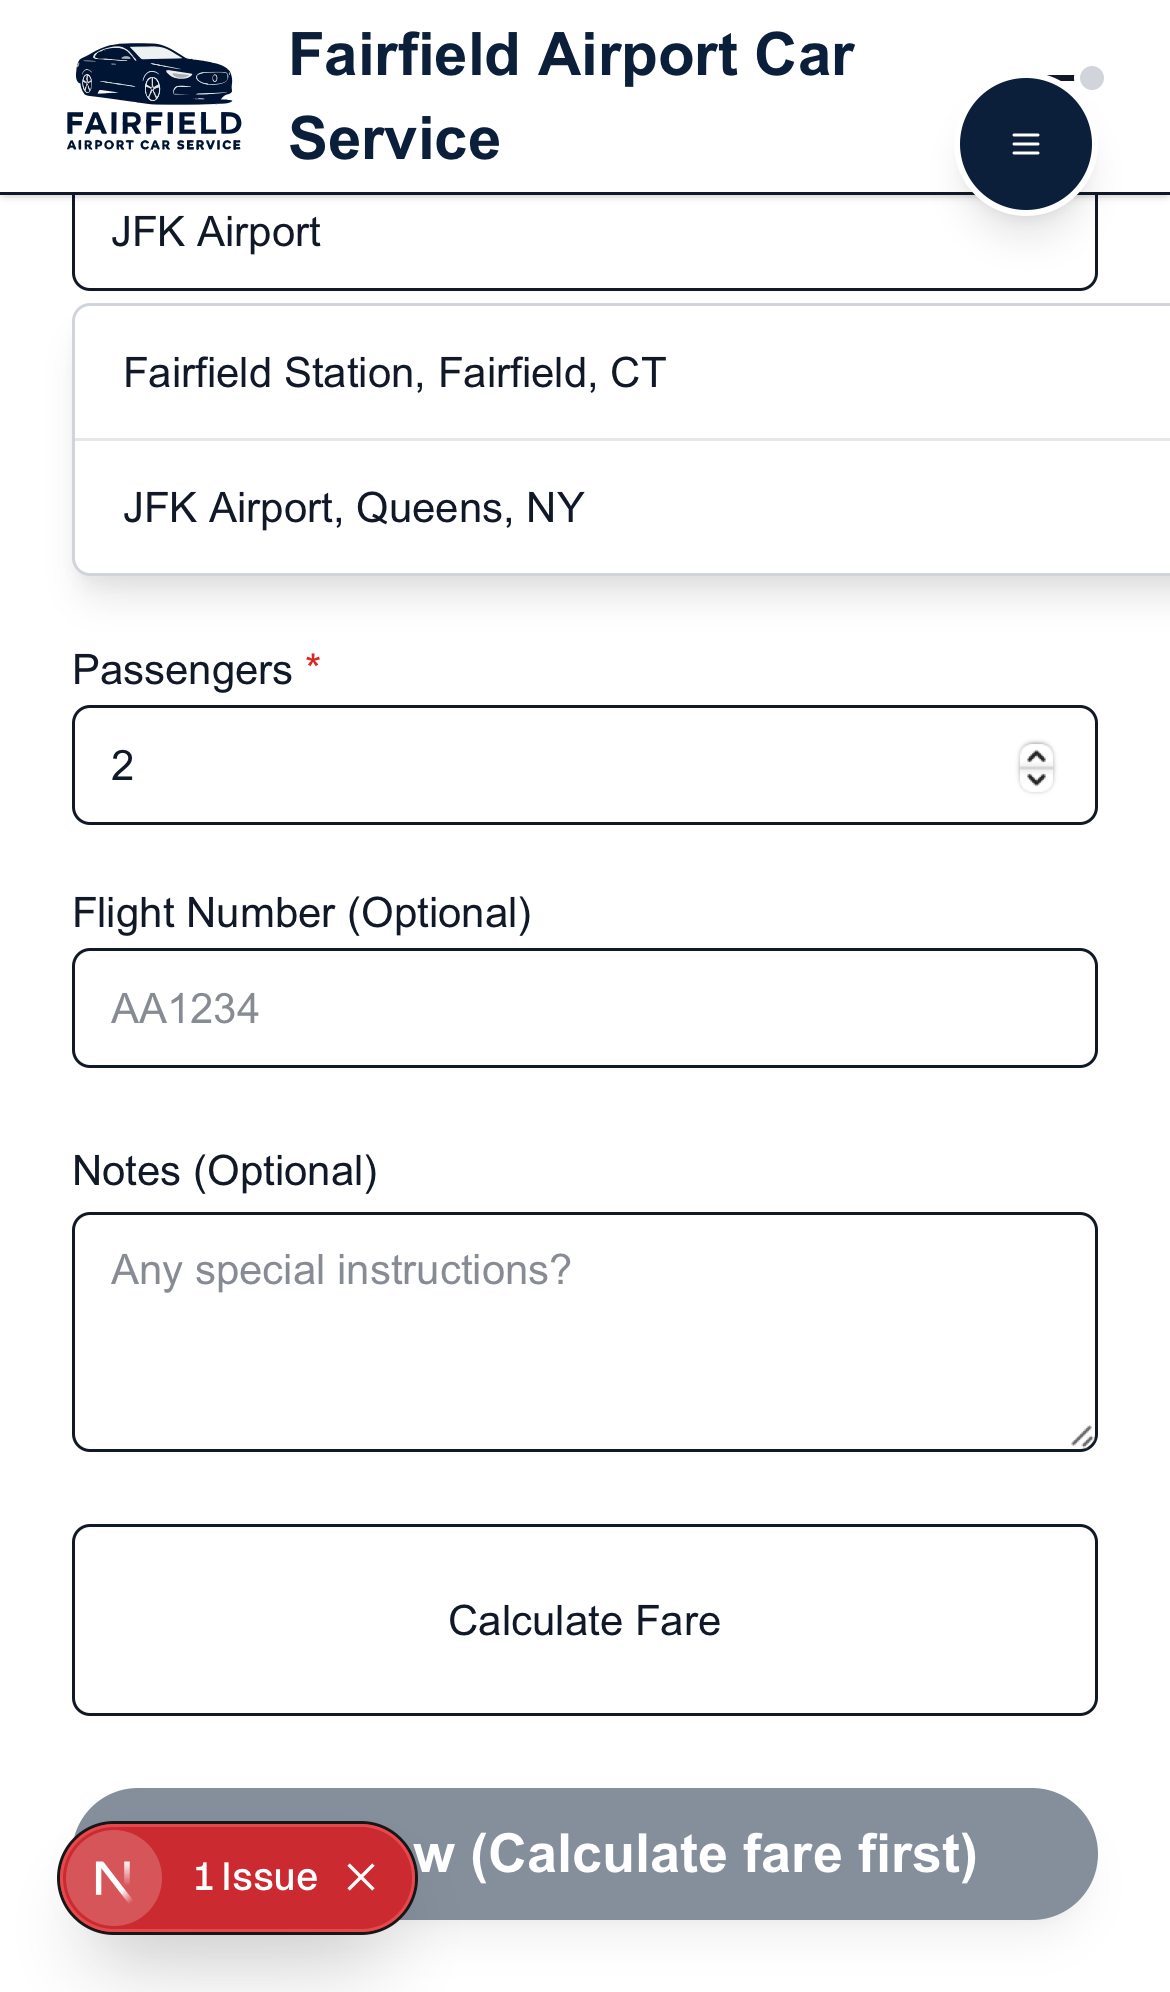 FAIRFIELD
AIRPORT CAR SERVICE
Fairfield Airport Car
Service
JFK Airport
Fairfield Station, Fairfield, CT
JFK Airport, Queens, NY
Passengers *
2
Flight Number (Optional)
AA1234
Notes (Optional)
Any special instructions?
Calculate Fare
(Calculate fare first)
N
1 Issue